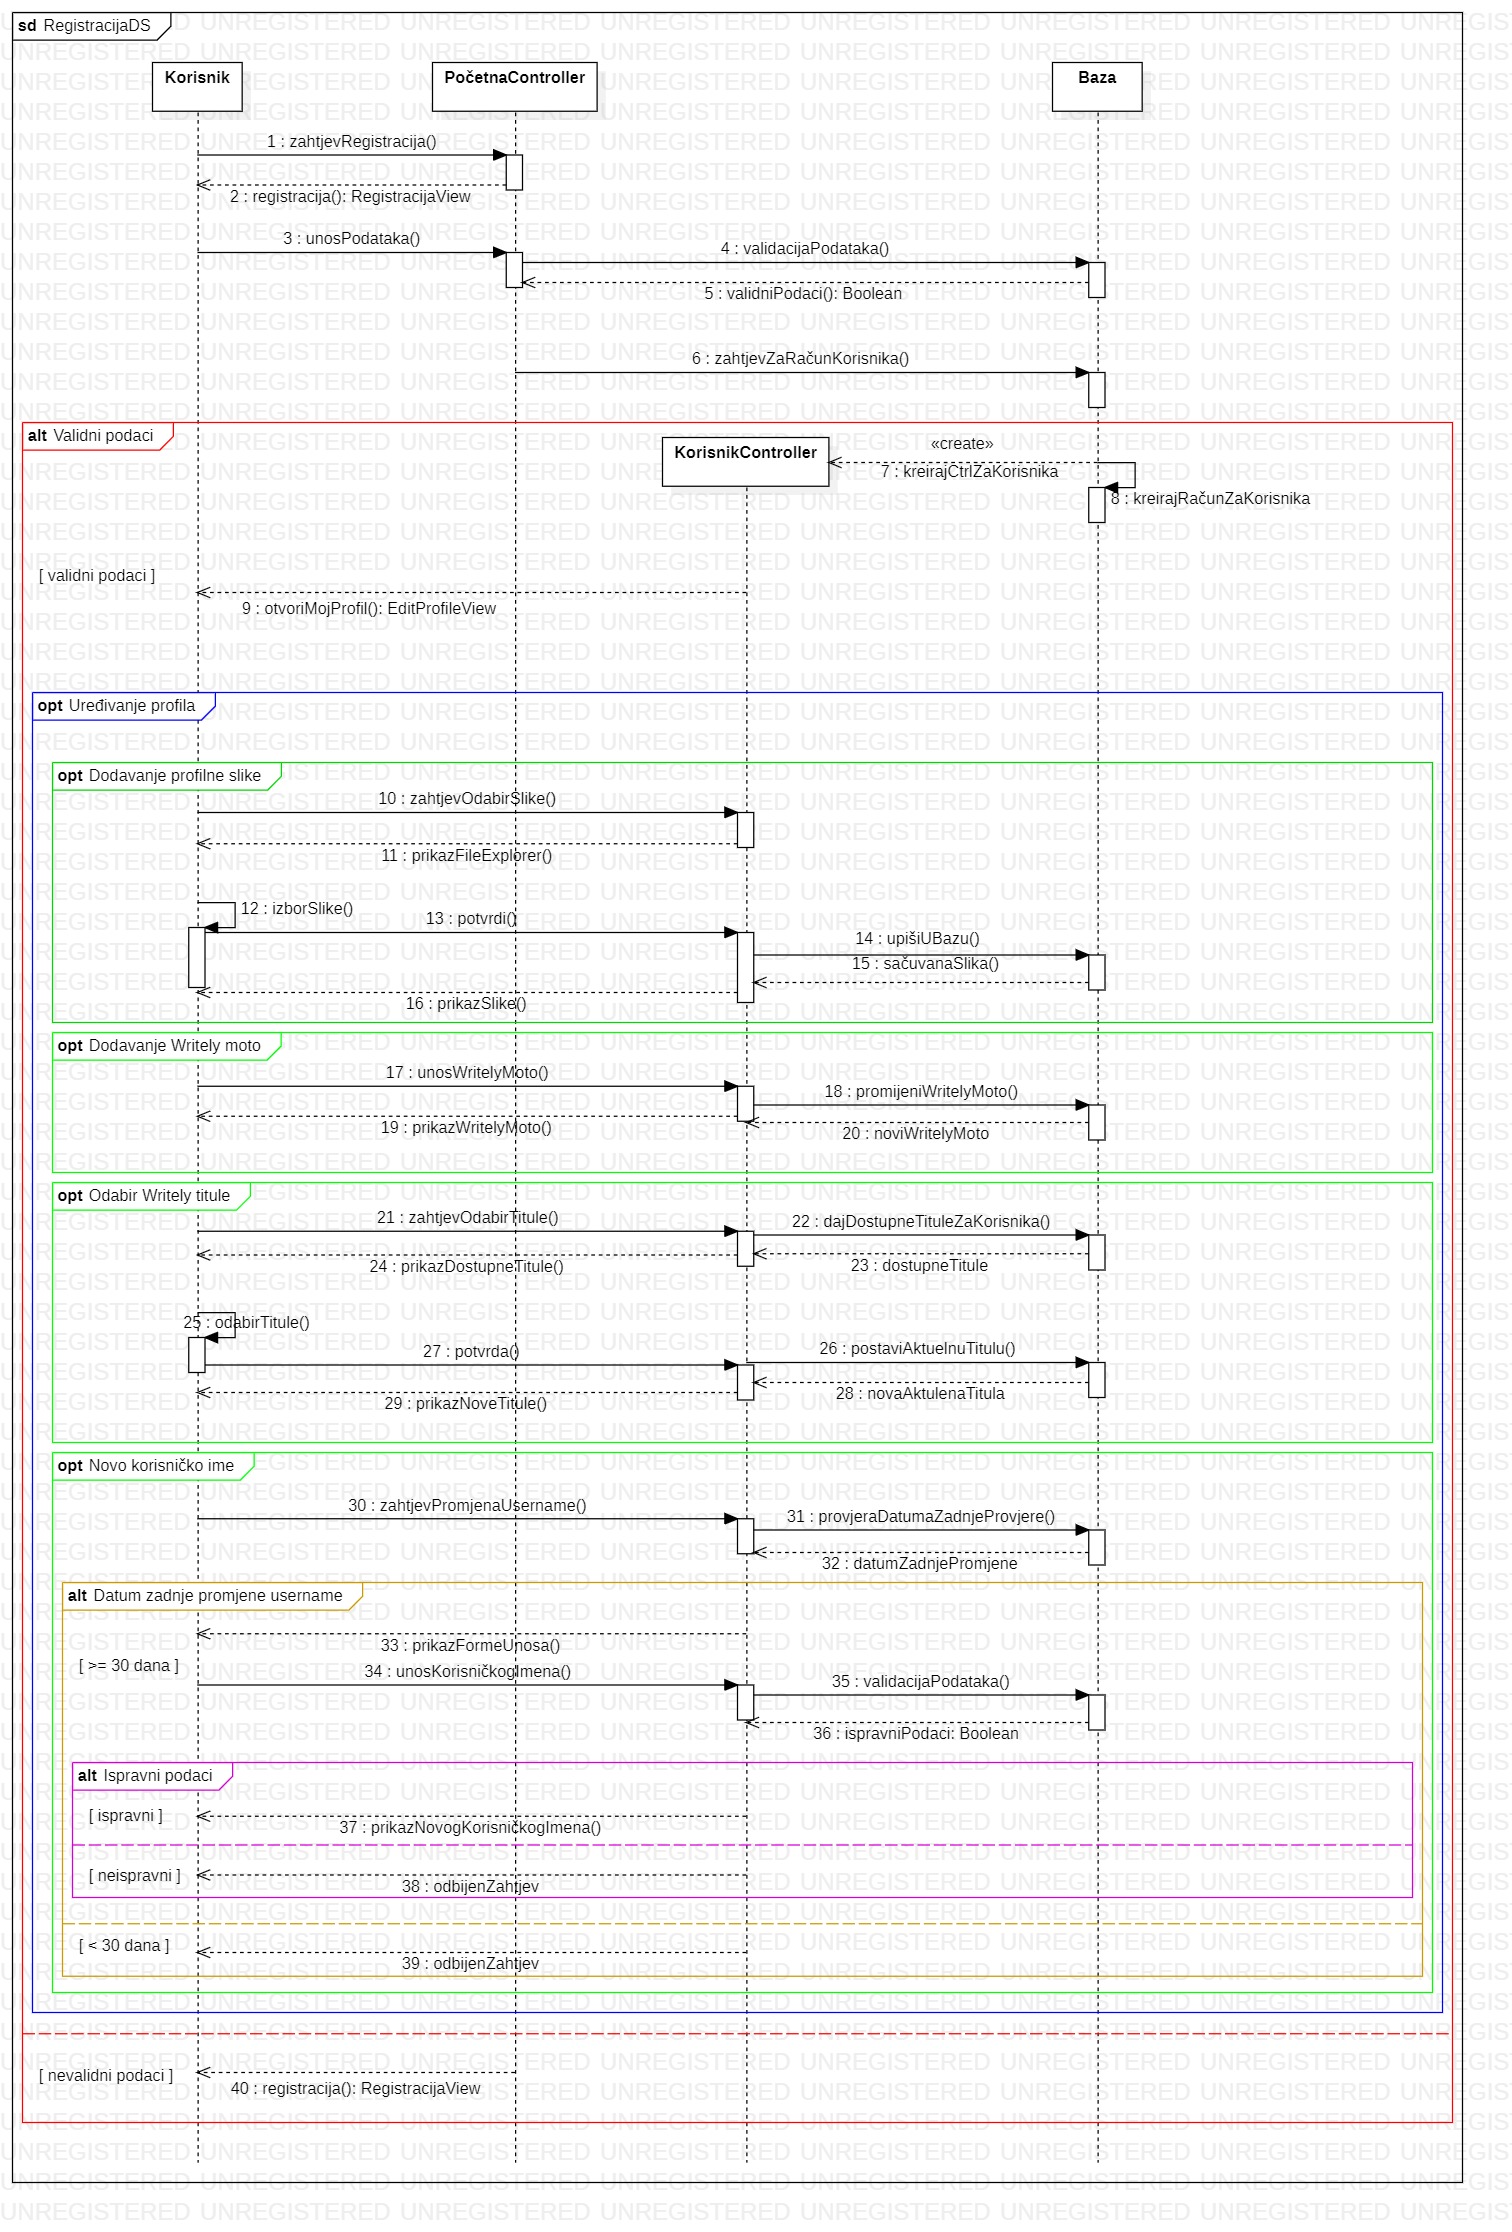 sd RegistracijaDS
Korisnik
PočetnaController
Baza
1 : zahtjevRegistracija()
2 : registracija(): RegistracijaView
3 : unosPodataka()
4 : validacijaPodataka()
5 : validniPodaci(): Boolean
6 : zahtjevZaRačunKorisnika()
alt Validni podaci
KorisnikController
«create»
7 : kreirajCtrlZaKorisnika
8 : kreirajRačunZaKorisnika
[ validni podaci ]
9 : otvoriMojProfil(): EditProfileView
opt Uređivanje profila
opt Dodavanje profilne slike
10 : zahtjevOdabirSlike()
11 : prikazFileExplorer()
12 : izborSlike()
13 : potvrdi()
14 : upišiUBazu()
15 : sačuvanaSlika()
16 : prikazSlike()
opt Dodavanje Writely moto
17 : unosWritelyMoto()
18 : promijeniWritelyMoto()
19 : prikazWritelyMoto()
20 : noviWritelyMoto
opt Odabir Writely titule
21 : zahtjevOdabirTitule()
22 : dajDostupneTituleZaKorisnika()
24 : prikazDostupneTitule()
23 : dostupneTitule
25 : odabirTitule()
27 : potvrda()
26 : postaviAktuelnuTitulu()
29 : prikazNoveTitule()
28 : novaAktulenaTitula
opt Novo korisničko ime
30 : zahtjevPromjenaUsername()
31 : provjeraDatumaZadnjeProvjere()
32 : datumZadnjePromjene
alt Datum zadnje promjene username
33 : prikazFormeUnosa()
[ >= 30 dana ]
34 : unosKorisničkogImena()
35 : validacijaPodataka()
36 : ispravniPodaci: Boolean
alt Ispravni podaci
[ ispravni ]
37 : prikazNovogKorisničkogImena()
[ neispravni ]
38 : odbijenZahtjev
[ < 30 dana ]
39 : odbijenZahtjev
[ nevalidni podaci ]
40 : registracija(): RegistracijaView
UNREGISTERED